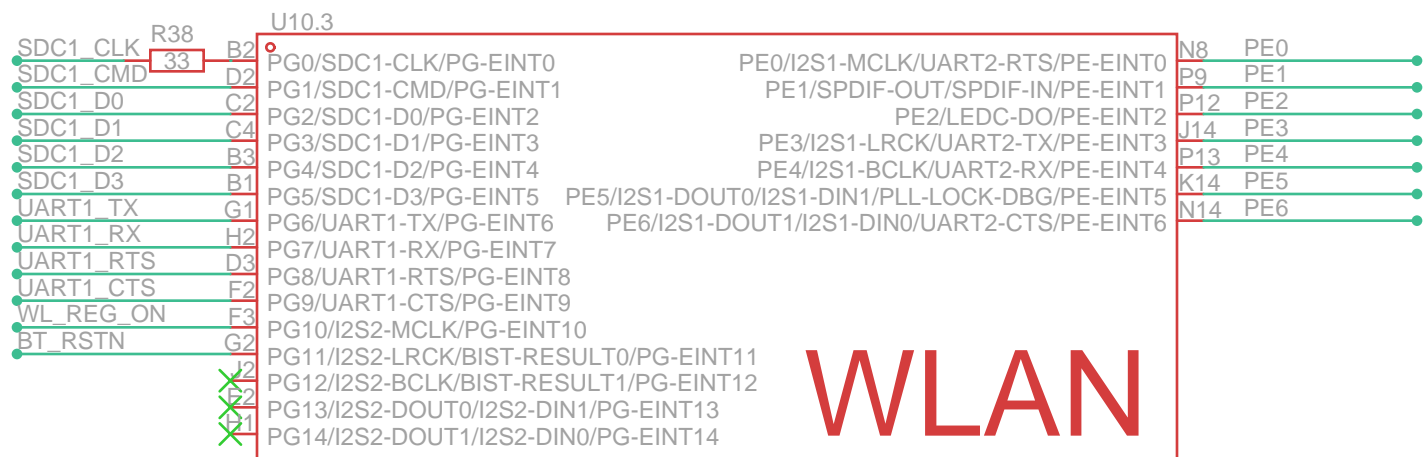 U10.3
R38
33
SDC1_CLK B2 PG0/SDC1-CLK/PG-EINT0 PE0/I2S1-MCLK/UART2-RTS/PE-EINT0 N8 PE0
SDC1_CMD D2 PG1/SDC1-CMD/PG-EINT1 PE1/SPDIF-OUT/SPDIF-IN/PE-EINT1 P9 PE1
SDC1_D0 C2 PG2/SDC1-D0/PG-EINT2 PE2/LEDC-DO/PE-EINT2 P12 PE2
SDC1_D1 C4 PG3/SDC1-D1/PG-EINT3 PE3/I2S1-LRCK/UART2-TX/PE-EINT3 J14 PE3
SDC1_D2 B3 PG4/SDC1-D2/PG-EINT4 PE4/I2S1-BCLK/UART2-RX/PE-EINT4 P13 PE4
SDC1_D3 B1 PG5/SDC1-D3/PG-EINT5 PE5/I2S1-DOUT0/I2S1-DIN1/PLL-LOCK-DBG/PE-EINT5 K14 PE5
UART1_TX G1 PG6/UART1-TX/PG-EINT6 PE6/I2S1-DOUT1/I2S1-DIN0/UART2-CTS/PE-EINT6 N14 PE6
UART1_RX H2 PG7/UART1-RX/PG-EINT7
UART1_RTS D3 PG8/UART1-RTS/PG-EINT8
UART1_CTS F2 PG9/UART1-CTS/PG-EINT9
WL_REG_ON F3 PG10/I2S2-MCLK/PG-EINT10
BT_RSTN G2 PG11/I2S2-LRCK/BIST-RESULT0/PG-EINT11
J2 PG12/I2S2-BCLK/BIST-RESULT1/PG-EINT12
E2 PG13/I2S2-DOUT0/I2S2-DIN1/PG-EINT13
H1 PG14/I2S2-DOUT1/I2S2-DIN0/PG-EINT14
WLAN